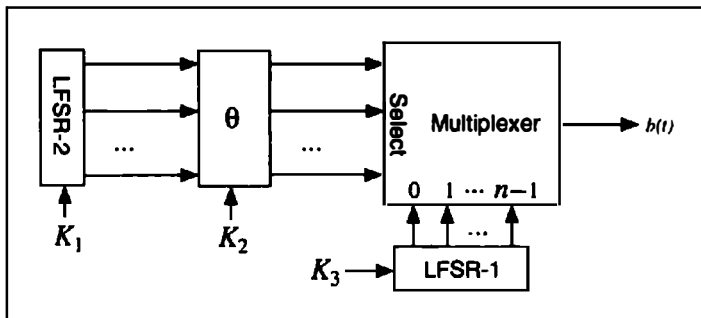 LFSR-2
...
θ
...
Select
Multiplexer
b(t)
0 1 ... n−1
K₁
K₂
...
K₃
LFSR-1